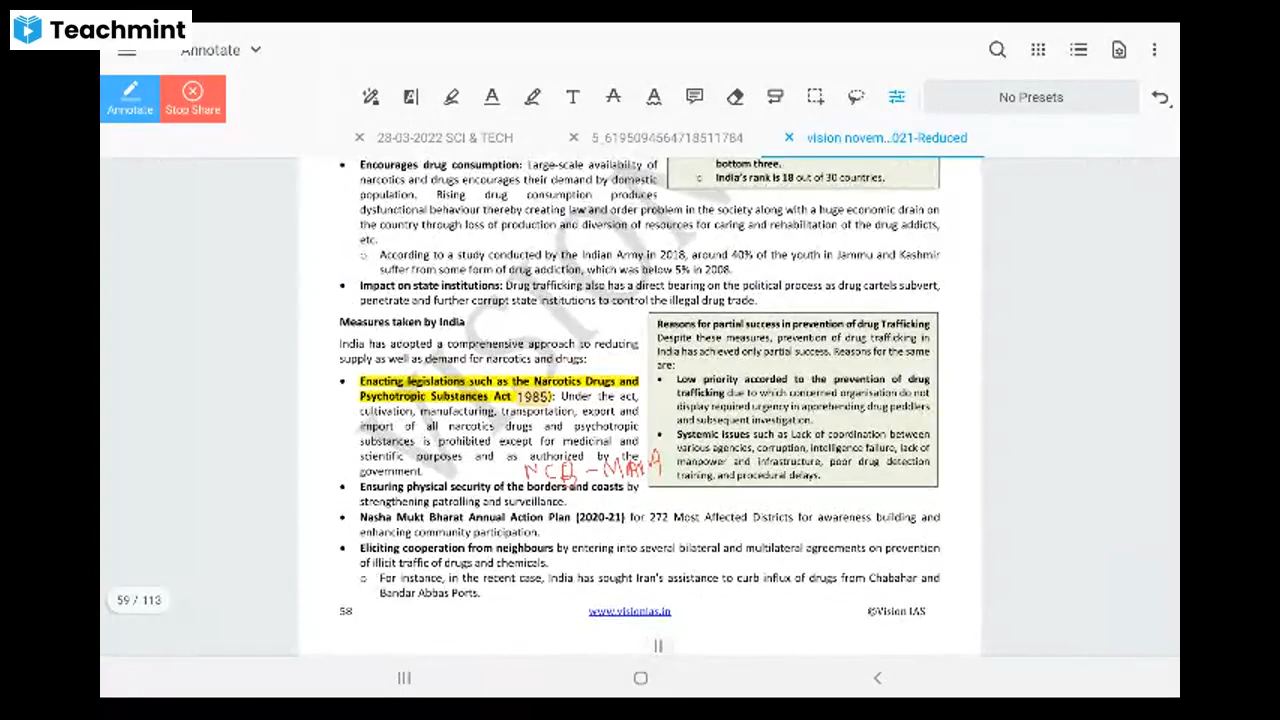 Teachmint
Annotate
Annotate
Stop Share
No Presets
28-03-2022 SCI & TECH
5_6195094564718511784
vision novem...021-Reduced
Encourages drug consumption: Large-scale availability of
narcotics and drugs encourages their demand by domestic
population. Rising drug consumption produces
dysfunctional behaviour thereby creating law and order problem in the society along with a huge economic drain on
the country through loss of production and diversion of resources for caring and rehabilitation of the drug addicts,
etc.
o According to a study conducted by the Indian Army in 2018, around 40% of the youth in Jammu and Kashmir
suffer from some form of drug addiction, which was below 5% in 2008.
• Impact on state institutions: Drug trafficking also has a direct bearing on the political process as drug cartels subvert,
penetrate and further corrupt state institutions to control the illegal drug trade.
bottom three.
o India's rank is 18 out of 30 countries.
Measures taken by India
India has adopted a comprehensive approach to reducing
supply as well as demand for narcotics and drugs:
• Enacting legislations such as the Narcotics Drugs and
Psychotropic Substances Act 1985): Under the act,
cultivation, manufacturing, transportation, export and
import of all narcotics drugs and psychotropic
substances is prohibited except for medicinal and
scientific purposes and as authorized by the
government.
• Ensuring physical security of the borders and coasts by
strengthening patrolling and surveillance.
• Nasha Mukt Bharat Annual Action Plan (2020-21) for 272 Most Affected Districts for awareness building and
enhancing community participation.
• Eliciting cooperation from neighbours by entering into several bilateral and multilateral agreements on prevention
of illicit traffic of drugs and chemicals.
o For instance, in the recent case, India has sought Iran's assistance to curb influx of drugs from Chabahar and
Bandar Abbas Ports.
Reasons for partial success in prevention of drug Trafficking
Despite these measures, prevention of drug trafficking in
India has achieved only partial success. Reasons for the same
are:
• Low priority accorded to the prevention of drug
trafficking due to which concerned organisation do not
display required urgency in apprehending drug peddlers
and subsequent investigation.
• Systemic issues such as Lack of coordination between
various agencies, corruption, intelligence failure, lack of
manpower and infrastructure, poor drug detection
training, and procedural delays.
59 / 113
58
www.visionias.in
©Vision IAS
VISION